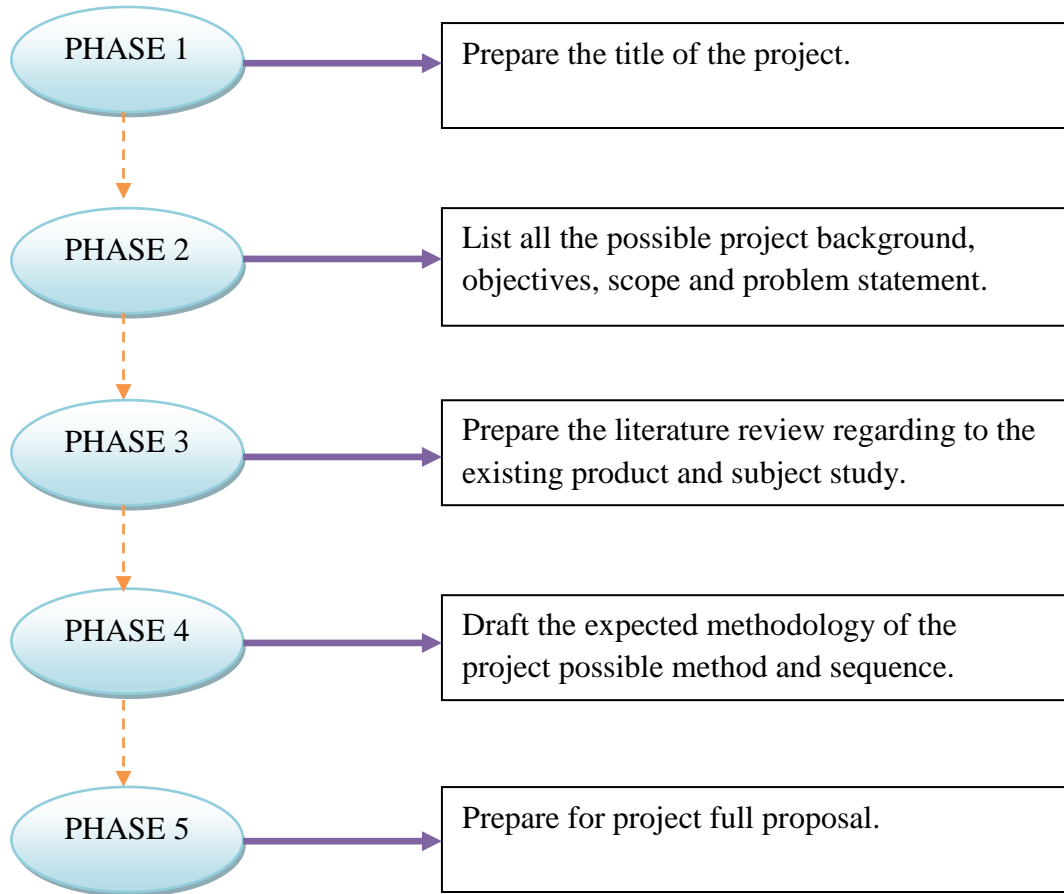 PHASE 1
Prepare the title of the project.
PHASE 2
List all the possible project background,
objectives, scope and problem statement.
PHASE 3
Prepare the literature review regarding to the
existing product and subject study.
PHASE 4
Draft the expected methodology of the
project possible method and sequence.
PHASE 5
Prepare for project full proposal.